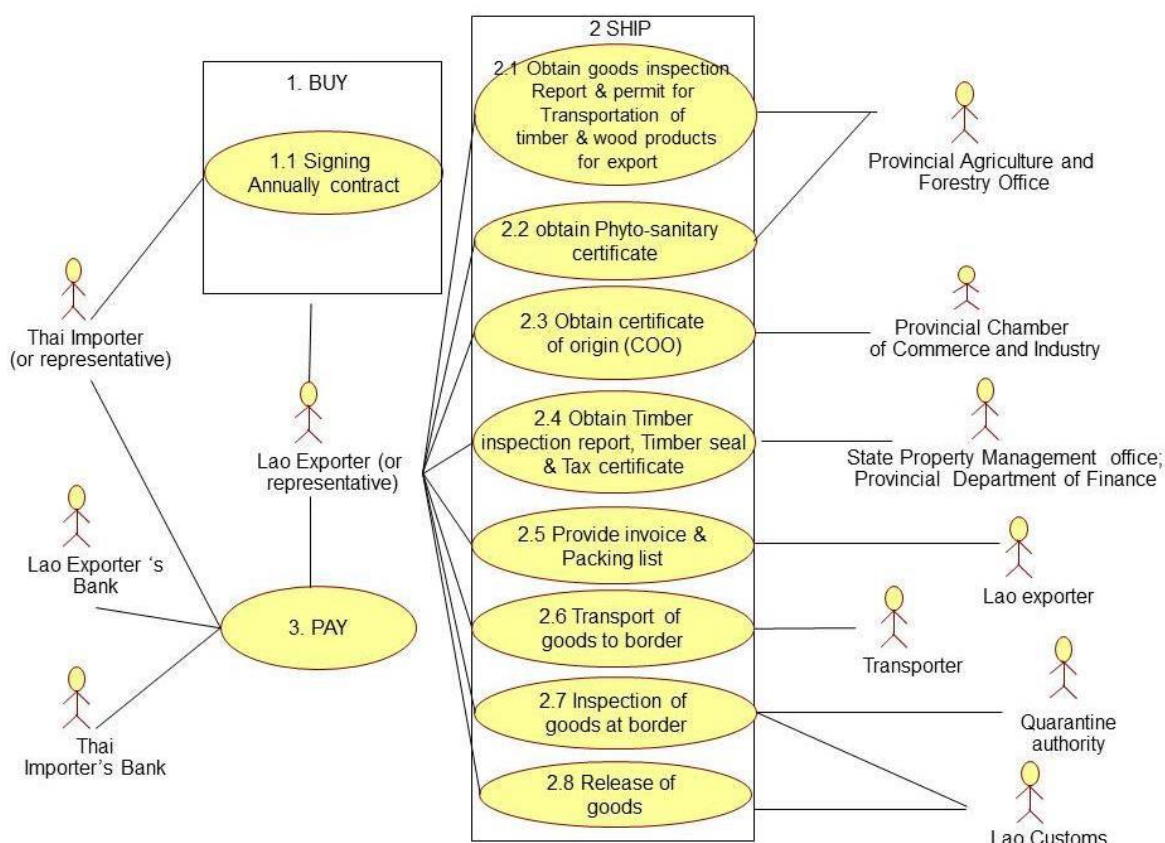 1. BUY
1.1 Signing
Annually contract
Thai Importer
(or representative)
Lao Exporter (or
representative)
Lao Exporter ‘s
Bank
3. PAY
Thai
Importer’s Bank
2 SHIP
2.1 Obtain goods inspection
Report & permit for
Transportation of
timber & wood products
for export
2.2 obtain Phyto-sanitary
certificate
2.3 Obtain certificate
of origin (COO)
2.4 Obtain Timber
inspection report, Timber seal
& Tax certificate
2.5 Provide invoice &
Packing list
2.6 Transport of
goods to border
2.7 Inspection of
goods at border
2.8 Release of
goods
Provincial Agriculture and
Forestry Office
Provincial Chamber
of Commerce and Industry
State Property Management office;
Provincial Department of Finance
Lao exporter
Transporter
Quarantine
authority
Lao Customs